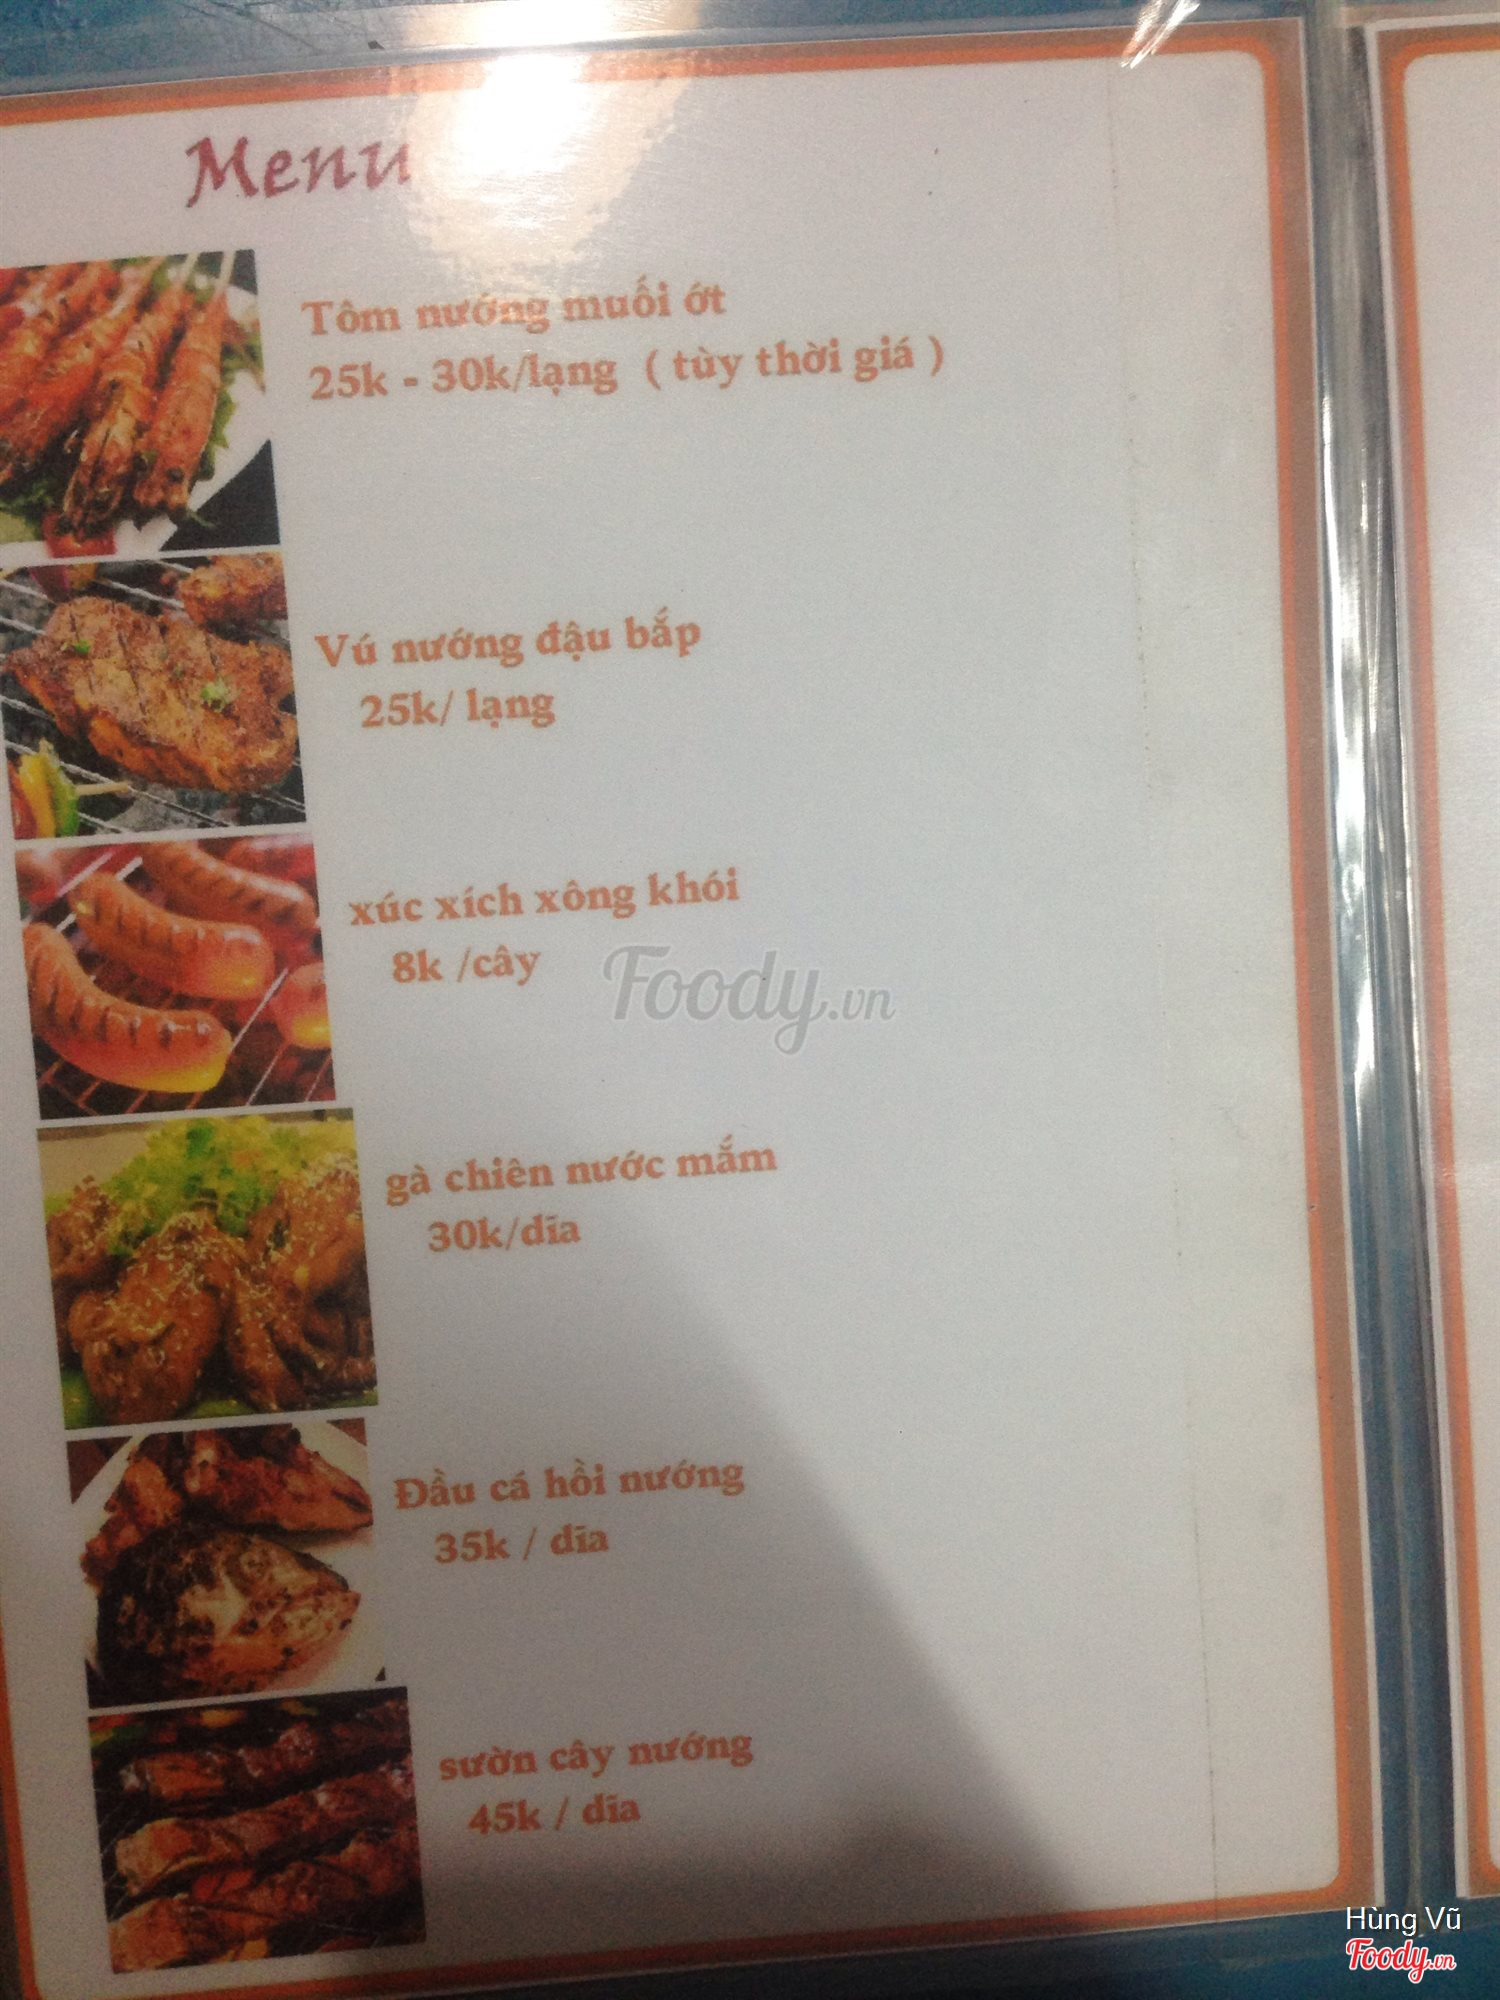 Menu
Tôm nướng muối ớt
25k - 30k/lạng ( tùy thời giá )
Vú nướng đậu bắp
25k/ lạng
xúc xích xông khói
8k /cây
Foody.vn
gà chiên nước mắm
30k/dĩa
Đầu cá hồi nướng
35k / dĩa
sườn cây nướng
45k / dĩa
Hùng Vũ
Foody.vn